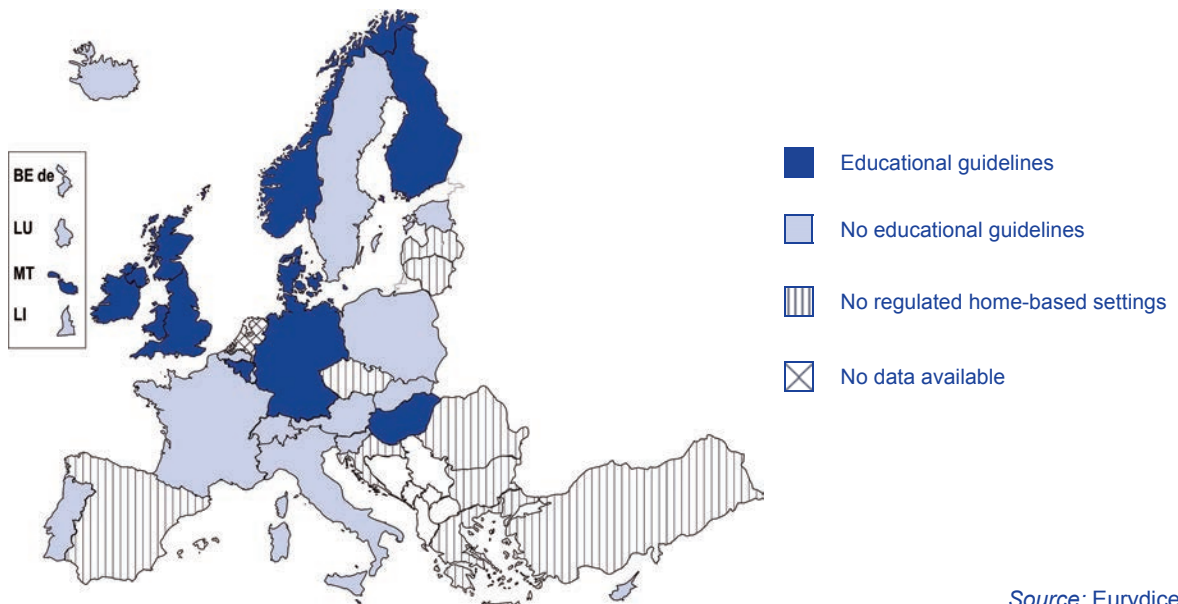 BE de
LU
MT
LI
Educational guidelines
No educational guidelines
No regulated home-based settings
No data available
Source: Eurydice